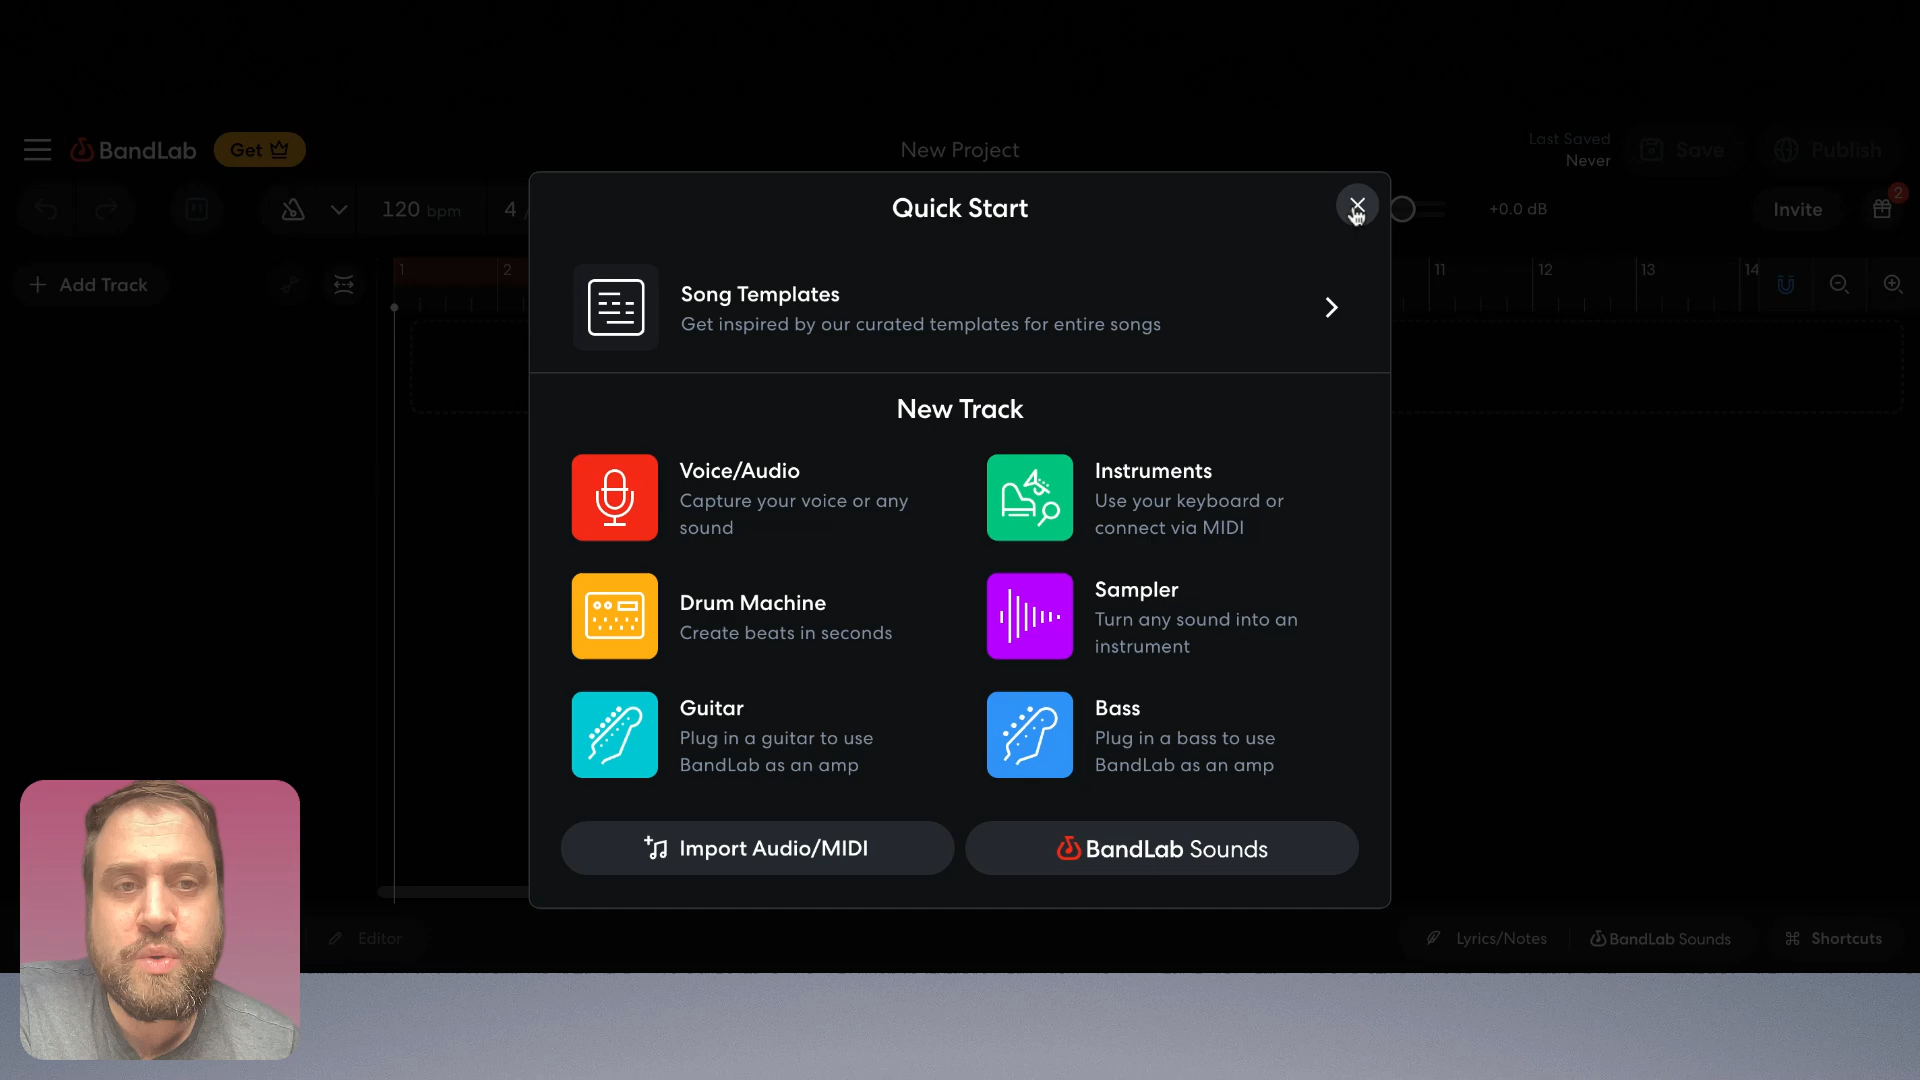 BandLab
Get
New Project
Last Saved
Never
Save
Publish
120 bpm
4 /
+0.0 dB
Invite
2
Add Track
1
2
11
12
13
14
Quick Start
Song Templates
Get inspired by our curated templates for entire songs
New Track
Voice/Audio
Capture your voice or any
sound
Instruments
Use your keyboard or
connect via MIDI
Drum Machine
Create beats in seconds
Sampler
Turn any sound into an
instrument
Guitar
Plug in a guitar to use
BandLab as an amp
Bass
Plug in a bass to use
BandLab as an amp
Import Audio/MIDI
BandLab Sounds
Editor
Lyrics/Notes
BandLab Sounds
Shortcuts